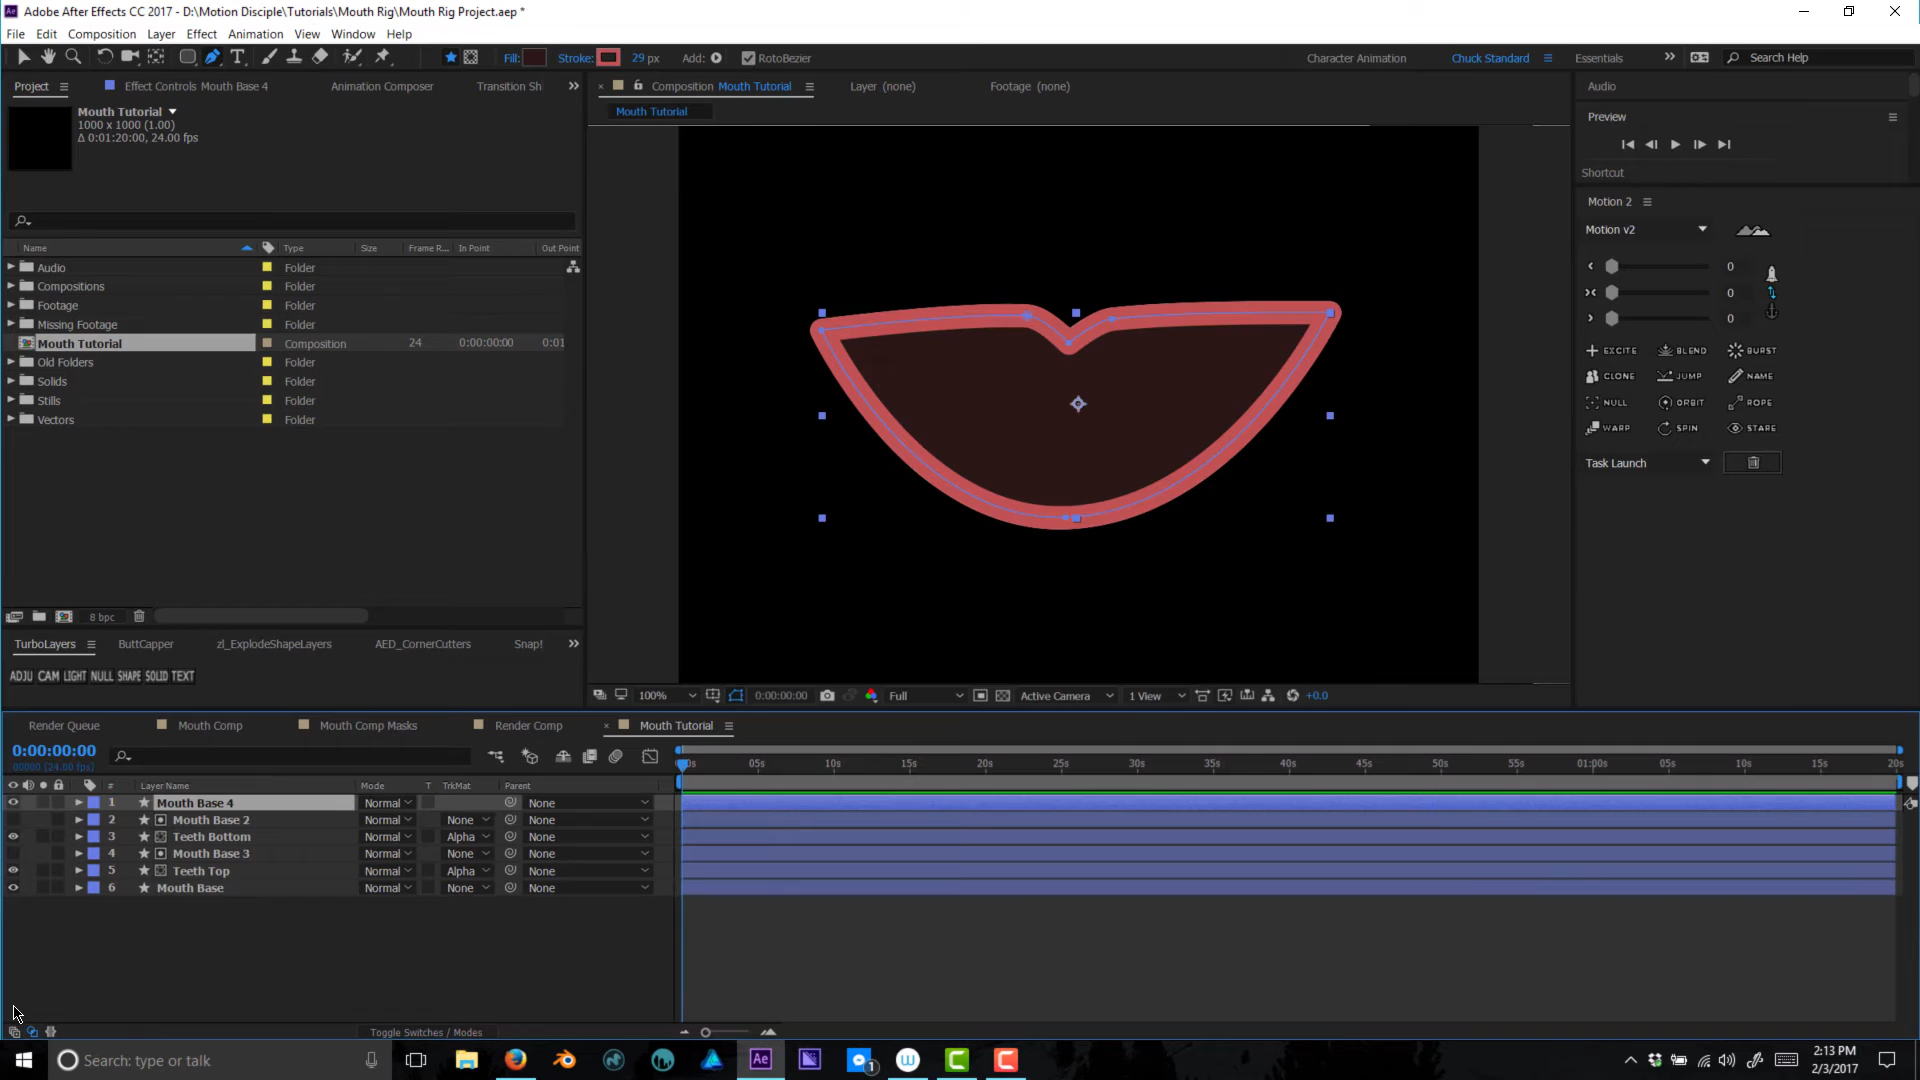 Adobe After Effects CC 2017 - D:\Motion Disciple\Tutorials\Mouth Rig\Mouth Rig Project.aep *
File Edit Composition Layer Effect Animation View Window Help
Fill: Stroke: 29 px Add: RotoBezier Character Animation Chuck Standard Essentials Search Help
Project Effect Controls Mouth Base 4 Animation Composer Transition Sh
Composition Mouth Tutorial Layer (none) Footage (none)
Audio
Mouth Tutorial
1000 x 1000 (1.00)
Δ 0:01:20:00, 24.00 fps
Mouth Tutorial
Preview
Shortcut
Motion 2
Motion v2
0
0
0
EXCITE BLEND BURST
CLONE JUMP NAME
NULL ORBIT ROPE
WARP SPIN STARE
Task Launch
Name Type Size Frame R... In Point Out Point
Audio Folder
Compositions Folder
Footage Folder
Missing Footage Folder
Mouth Tutorial Composition 24 0:00:00:00 0:01
Old Folders Folder
Solids Folder
Stills Folder
Vectors Folder
8 bpc
TurboLayers ButtCapper zl_ExplodeShapeLayers AED_CornerCutters Snap!
ADJU CAM LIGHT NULL SHAPE SOLID TEXT
100% 0:00:00:00 Full Active Camera 1 View +0.0
Render Queue Mouth Comp Mouth Comp Masks Render Comp Mouth Tutorial
0:00:00:00
00000 (24.00 fps)
05s 10s 15s 20s 25s 30s 35s 40s 45s 50s 55s 01:00s 05s 10s 15s 20s
# Layer Name Mode T TrkMat Parent
1 Mouth Base 4 Normal None
2 Mouth Base 2 Normal None None
3 Teeth Bottom Normal Alpha None
4 Mouth Base 3 Normal None None
5 Teeth Top Normal Alpha None
6 Mouth Base Normal None None
Toggle Switches / Modes
Search: type or talk
Ae
1
2:13 PM
2/3/2017